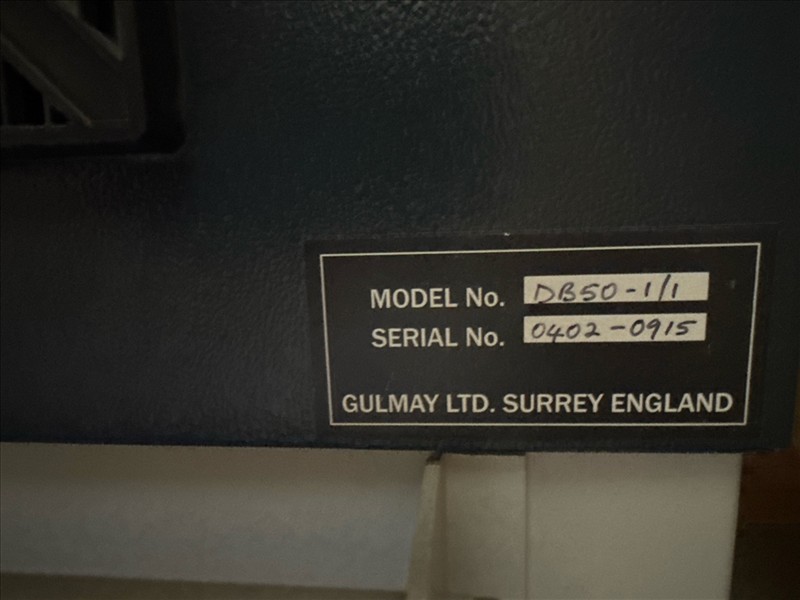 MODEL No. DB50-1/1
SERIAL No. 0402-0915
GULMAY LTD. SURREY ENGLAND